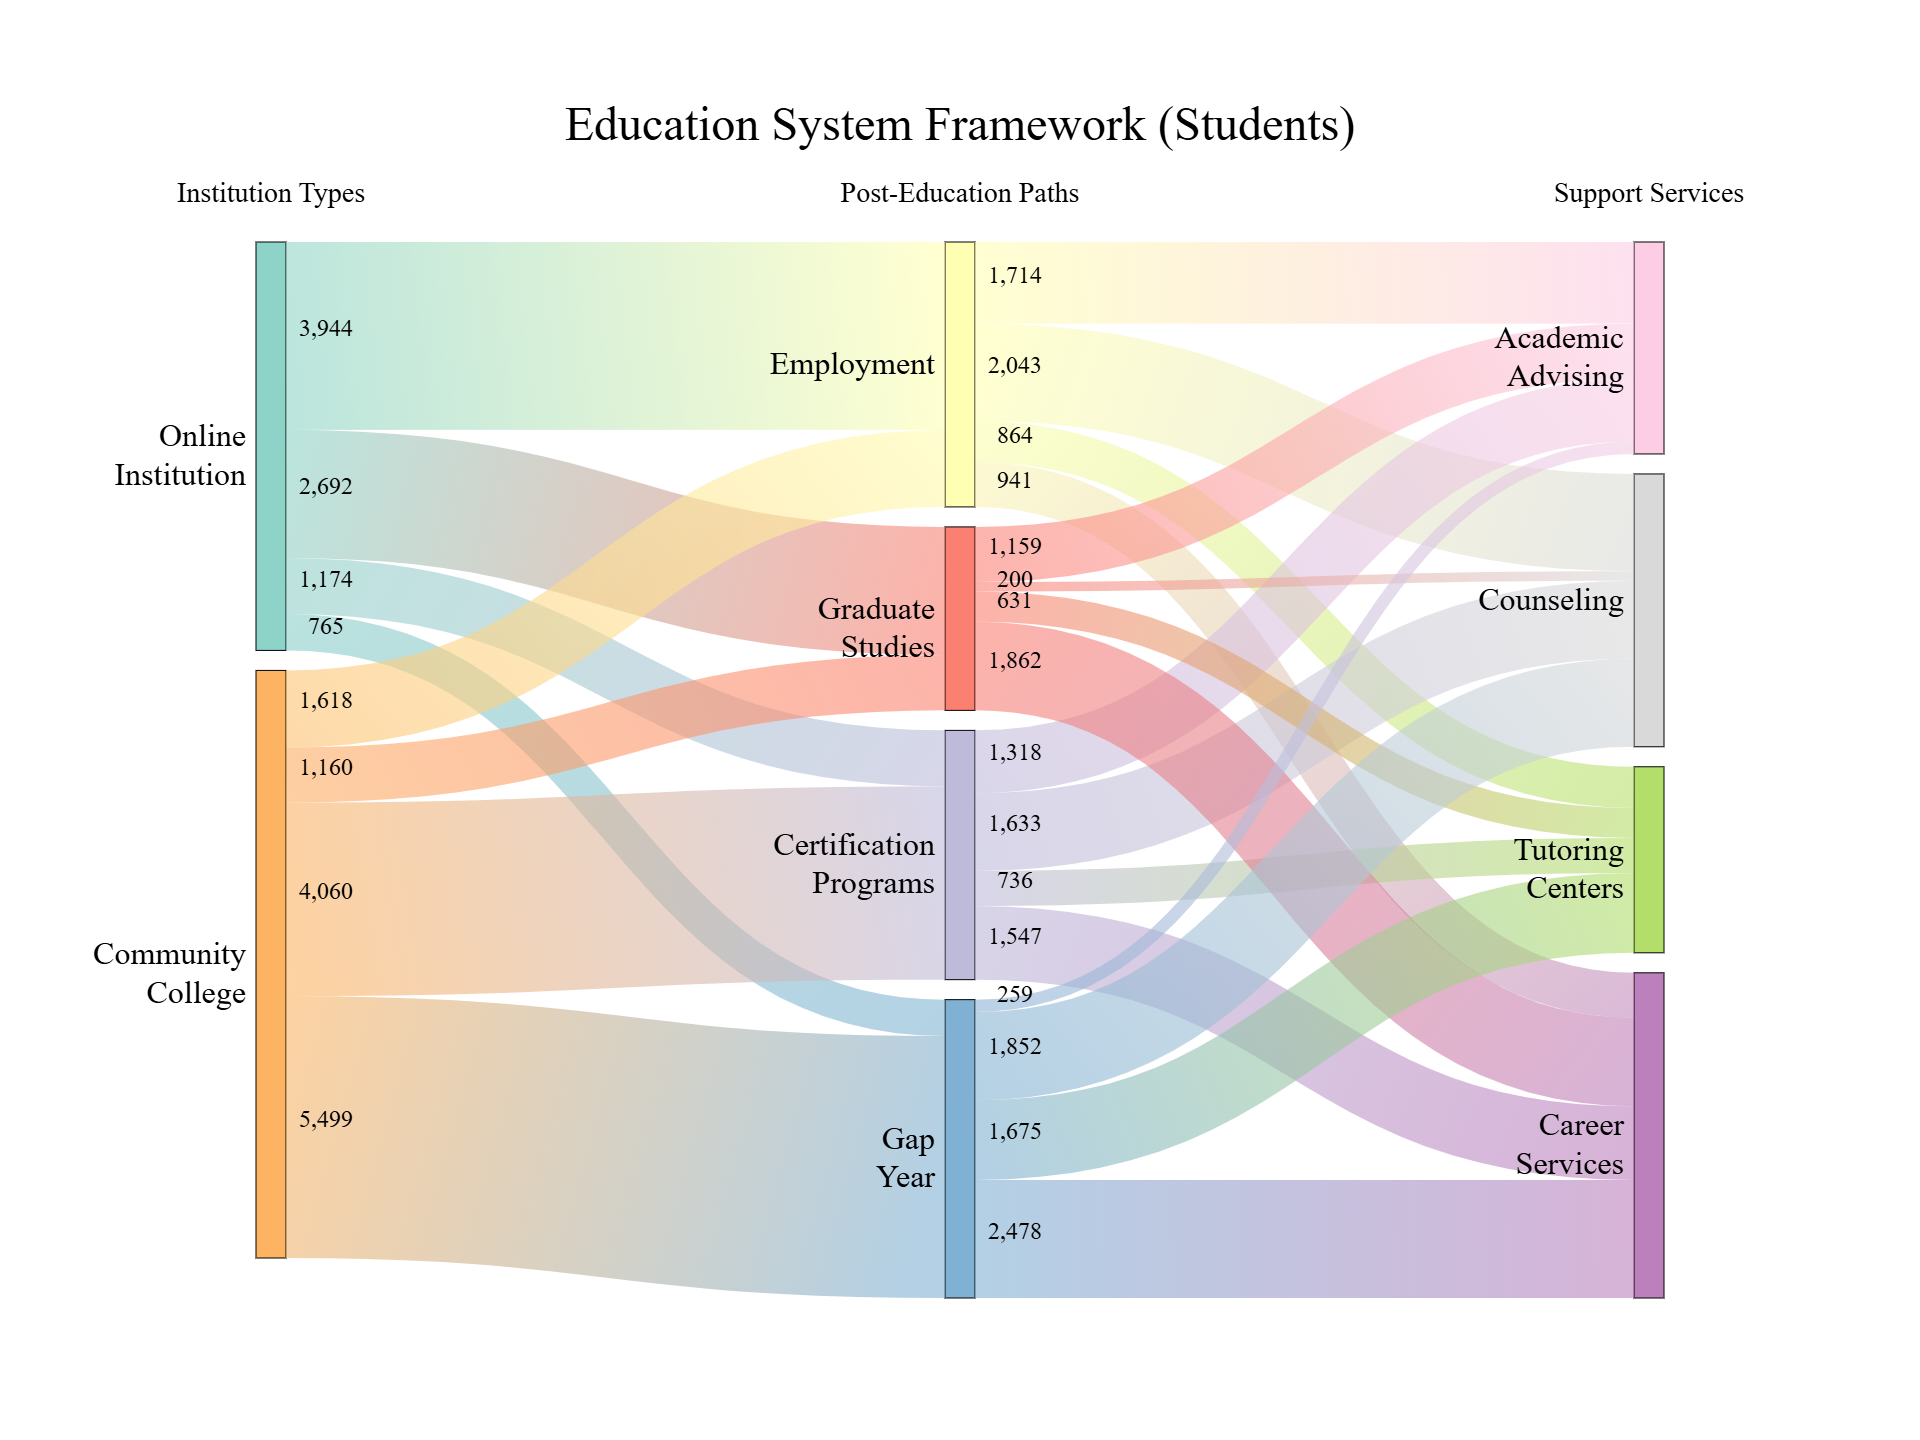 Education System Framework (Students)
Institution Types
Post-Education Paths
Support Services
Online
Institution
3,944
2,692
1,174
765
Community
College
1,618
1,160
4,060
5,499
Employment
1,714
2,043
864
941
Graduate
Studies
1,159
200
631
1,862
Certification
Programs
1,318
1,633
736
1,547
Gap
Year
259
1,852
1,675
2,478
Academic
Advising
Counseling
Tutoring
Centers
Career
Services